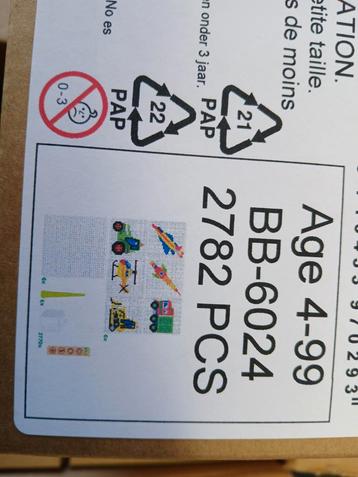 ATION.
etite taille.
s de moins
n onder 3 jaar.
No es
21
PAP
22
PAP
0-3
Age 4-99
BB-6024
2782 PCS